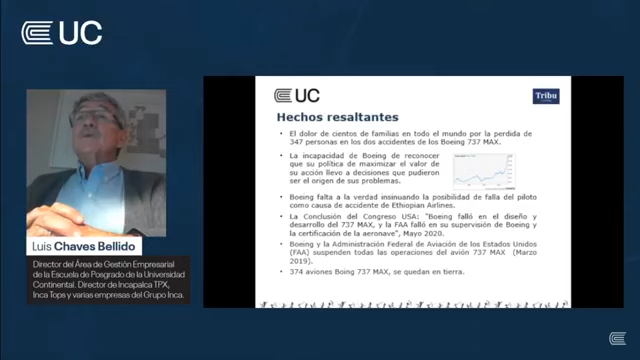 UC
Luis Chaves Bellido
Director del Área de Gestión Empresarial
de la Escuela de Posgrado de la Universidad
Continental. Director de Incapalca TPX,
Inca Tops y varias empresas del Grupo Inca.
UC
Tribu
Hechos resaltantes
• El dolor de cientos de familias en todo el mundo por la perdida de
347 personas en los dos accidentes de los Boeing 737 MAX.
• La incapacidad de Boeing de reconocer
que su política de maximizar el valor de
su acción llevo a decisiones que pudieron
ser el origen de sus problemas.
• Boeing falta a la verdad insinuando la posibilidad de falla del piloto
como causa de accidente de Ethiopian Airlines.
• La Conclusión del Congreso USA: "Boeing falló en el diseño y
desarrollo del 737 MAX, y la FAA falló en su supervisión de Boeing y
la certificación de la aeronave", Mayo 2020.
• Boeing y la Administración Federal de Aviación de los Estados Unidos
(FAA) suspenden todas las operaciones del avión 737 MAX (Marzo
2019).
• 374 aviones Boing 737 MAX, se quedan en tierra.